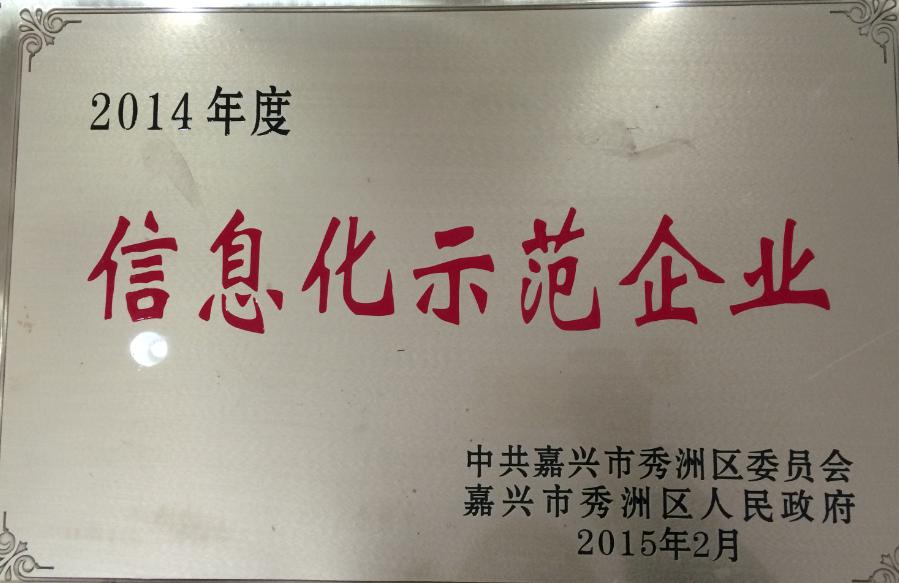 2014年度
信息化示范企业
中共嘉兴市秀洲区委员会
嘉兴市秀洲区人民政府
2015年2月